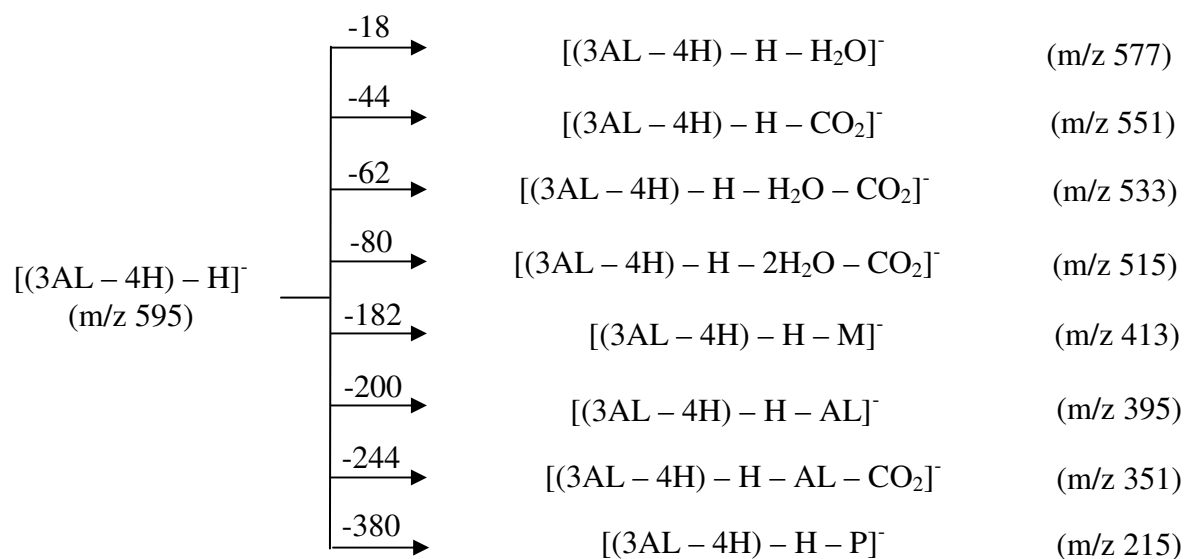 -18 [(3AL – 4H) – H – H₂O]⁻ (m/z 577)
-44 [(3AL – 4H) – H – CO₂]⁻ (m/z 551)
-62 [(3AL – 4H) – H – H₂O – CO₂]⁻ (m/z 533)
-80 [(3AL – 4H) – H – 2H₂O – CO₂]⁻ (m/z 515)
[(3AL – 4H) – H]⁻
(m/z 595)
-182 [(3AL – 4H) – H – M]⁻ (m/z 413)
-200 [(3AL – 4H) – H – AL]⁻ (m/z 395)
-244 [(3AL – 4H) – H – AL – CO₂]⁻ (m/z 351)
-380 [(3AL – 4H) – H – P]⁻ (m/z 215)